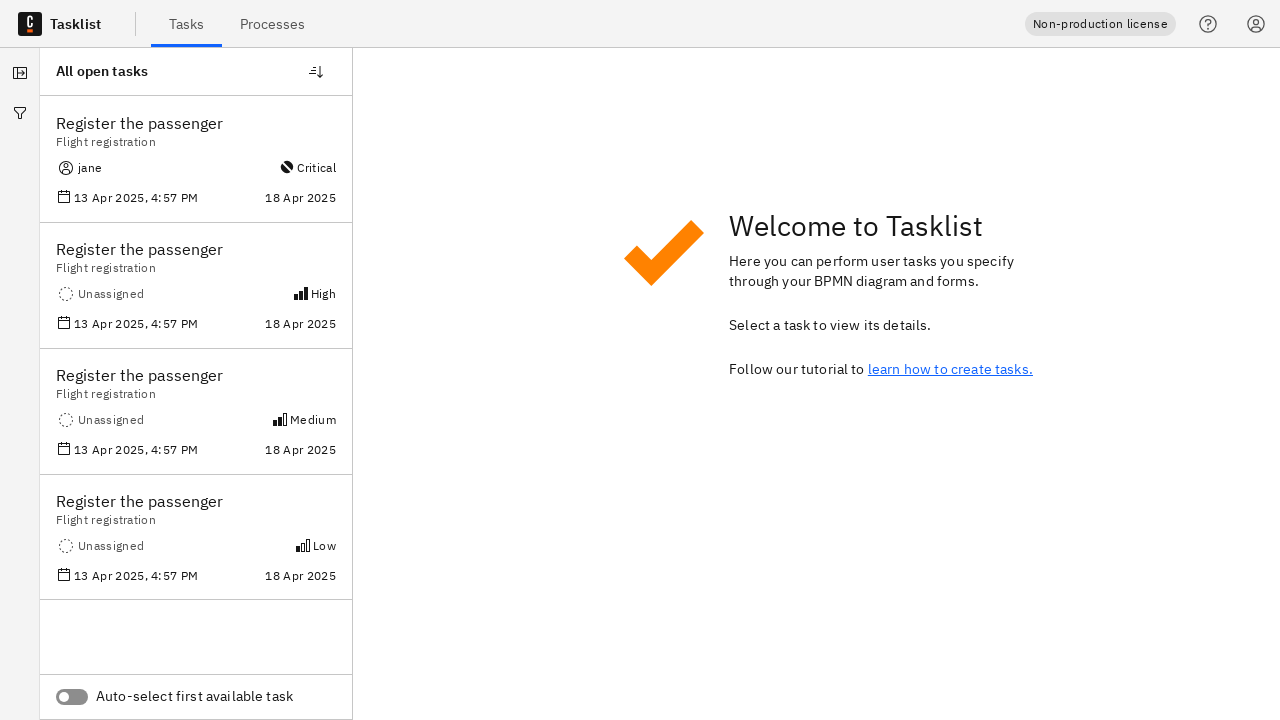 Tasklist
Tasks
Processes
Non-production license
All open tasks
Register the passenger
Flight registration
jane
Critical
13 Apr 2025, 4:57 PM
18 Apr 2025
Register the passenger
Flight registration
Unassigned
High
13 Apr 2025, 4:57 PM
18 Apr 2025
Register the passenger
Flight registration
Unassigned
Medium
13 Apr 2025, 4:57 PM
18 Apr 2025
Register the passenger
Flight registration
Unassigned
Low
13 Apr 2025, 4:57 PM
18 Apr 2025
Auto-select first available task
Welcome to Tasklist
Here you can perform user tasks you specify
through your BPMN diagram and forms.
Select a task to view its details.
Follow our tutorial to learn how to create tasks.